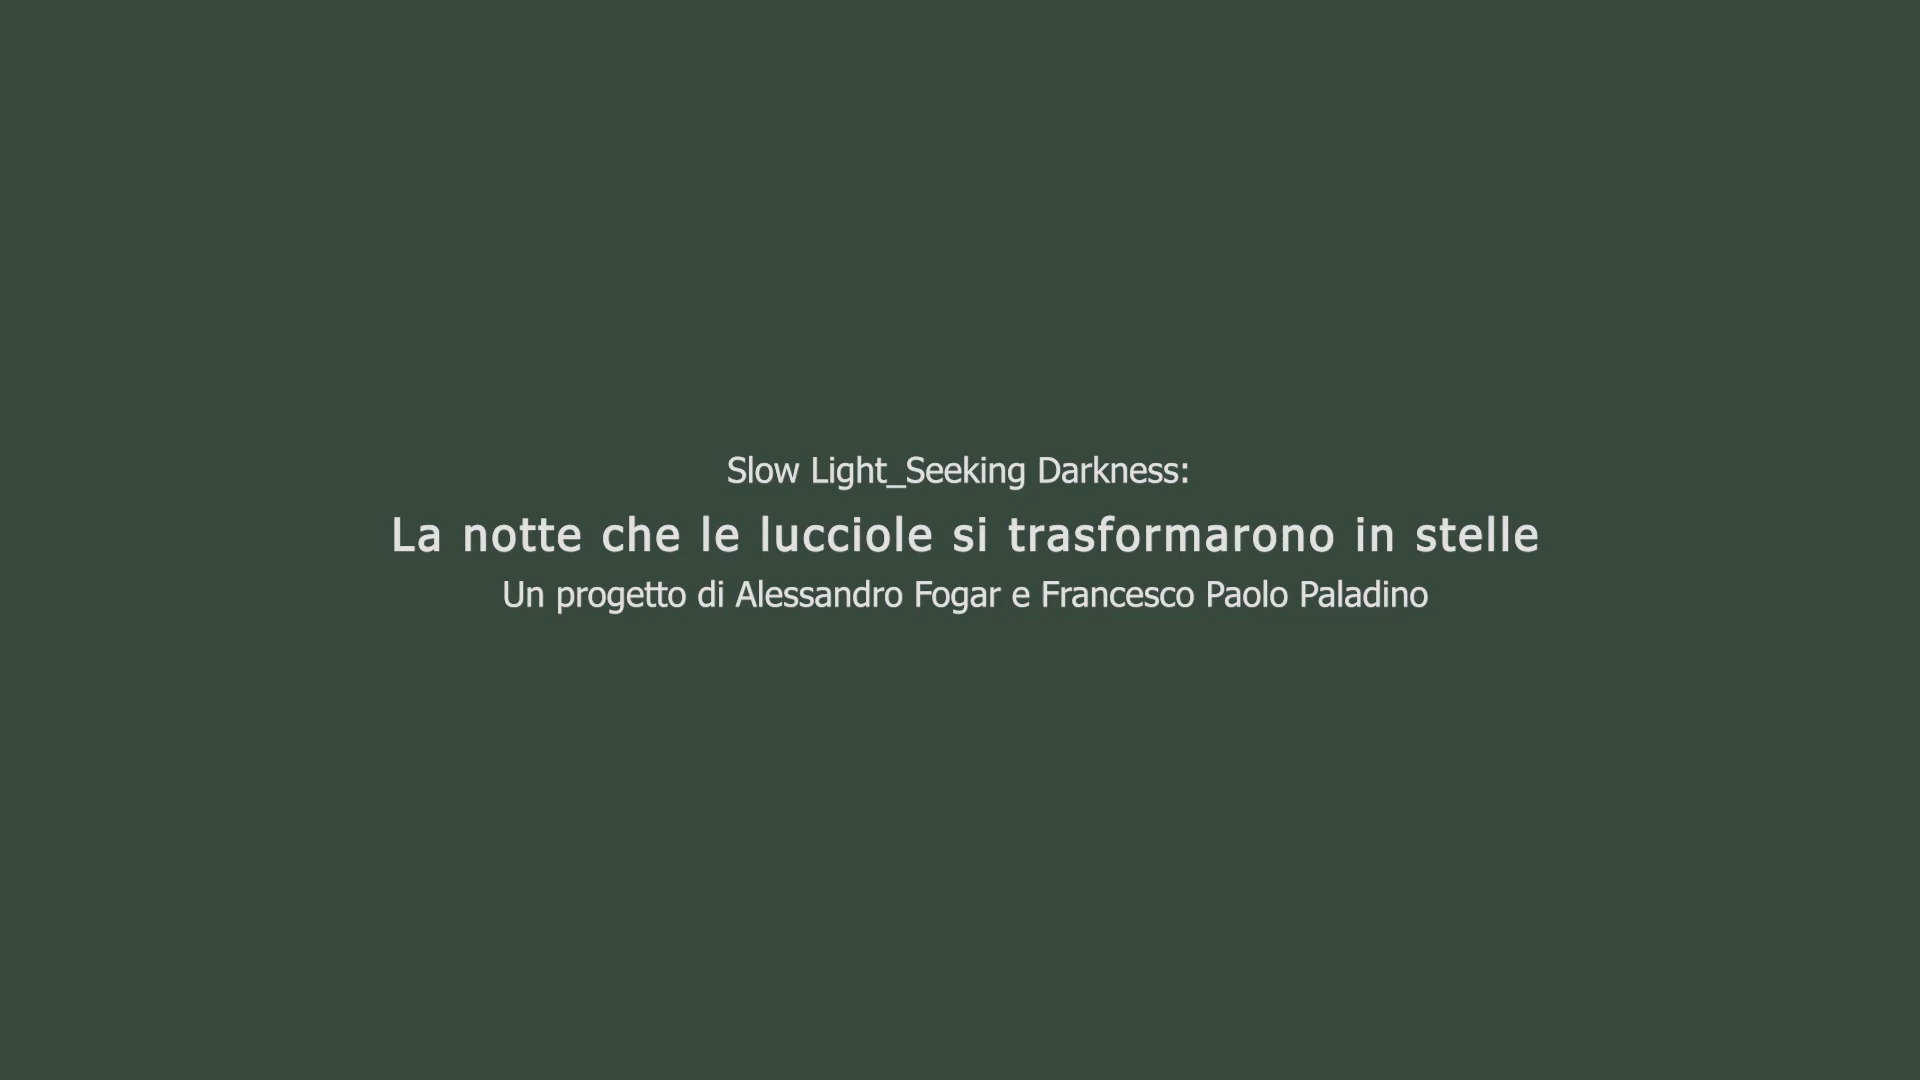 Slow Light_Seeking Darkness:
La notte che le lucciole si trasformarono in stelle
Un progetto di Alessandro Fogar e Francesco Paolo Paladino